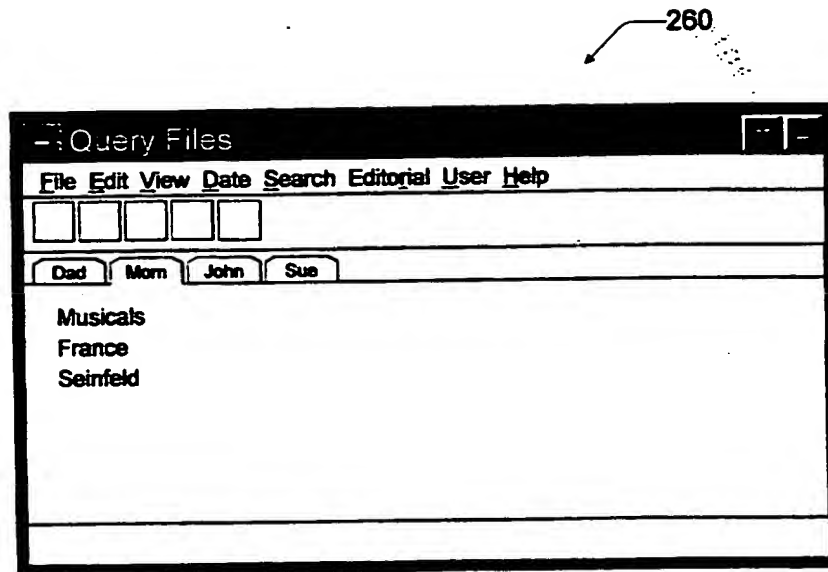 260
Query Files
File Edit View Date Search Editorial User Help
Dad Mom John Sue
Musicals
France
Seinfeld